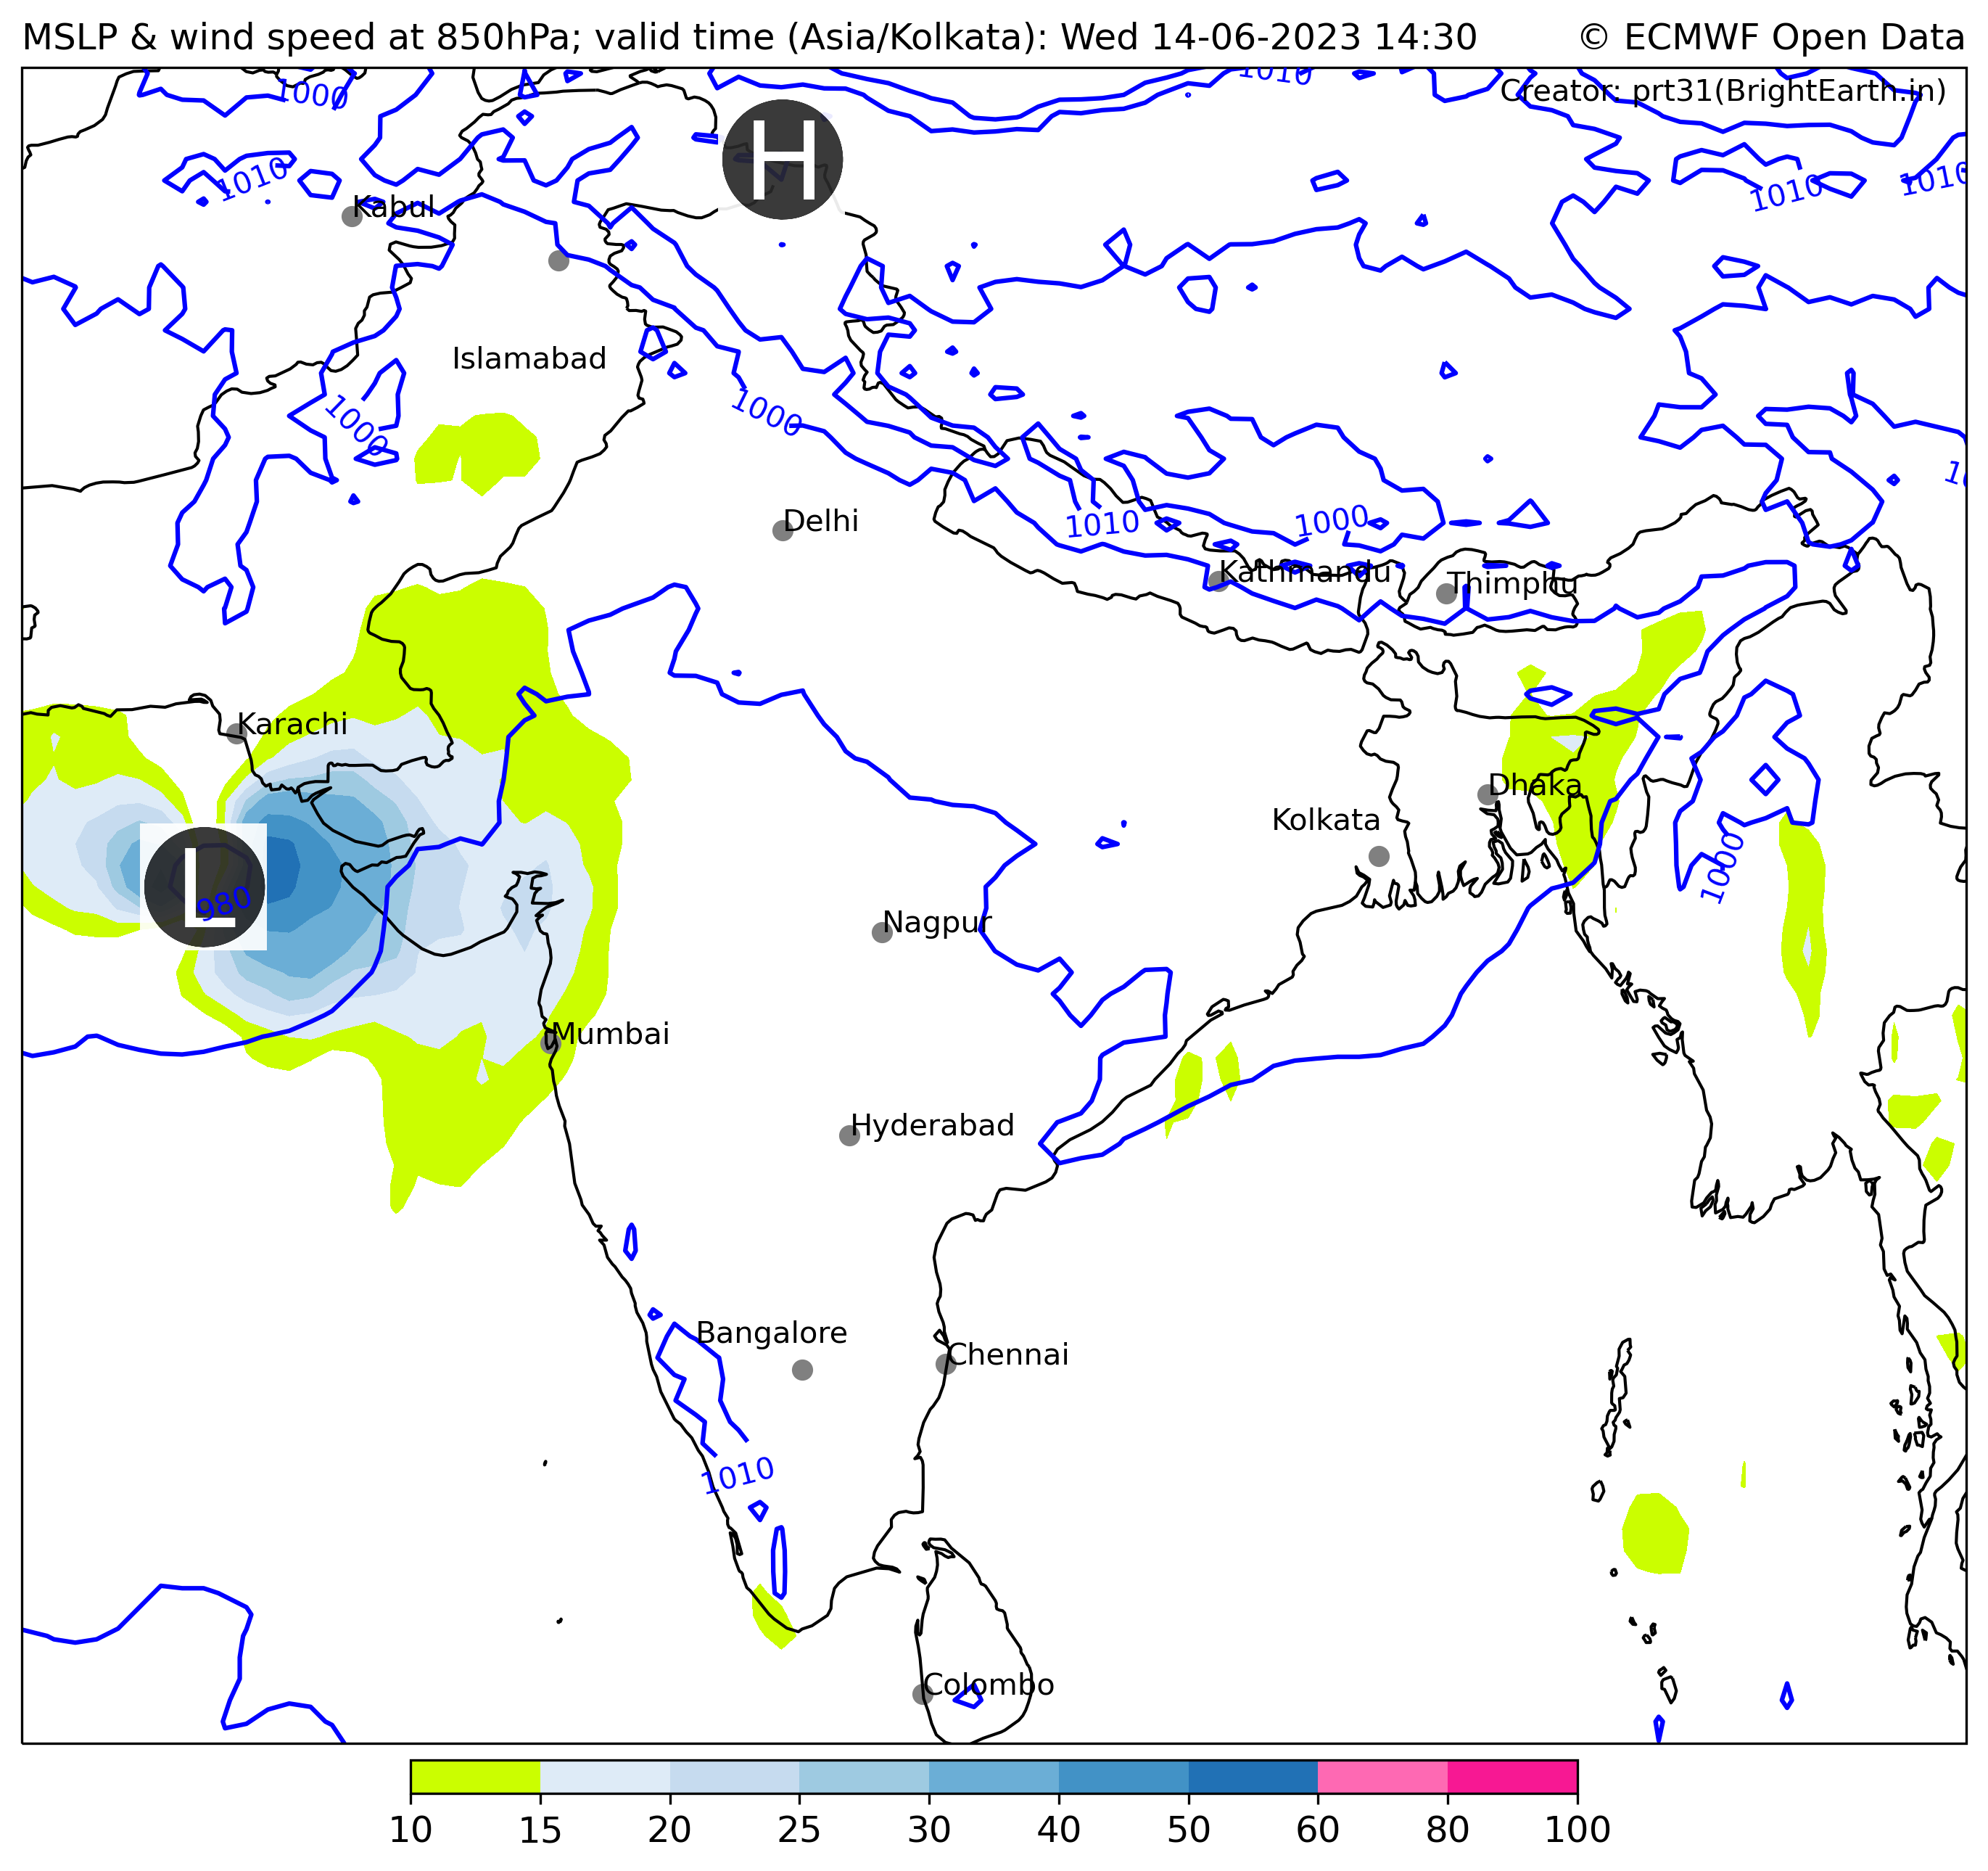 MSLP & wind speed at 850hPa; valid time (Asia/Kolkata): Wed 14-06-2023 14:30
© ECMWF Open Data
1010
Creator: prt31(BrightEarth.in)
1000
H
1010
1010
1010
Kabul
Islamabad
1000
1000
Delhi
1010
1000
Kathmandu
Thimphu
Karachi
Dhaka
Kolkata
1000
L
980
Nagpur
Mumbai
Hyderabad
Bangalore
Chennai
1010
Colombo
10 15 20 25 30 40 50 60 80 100